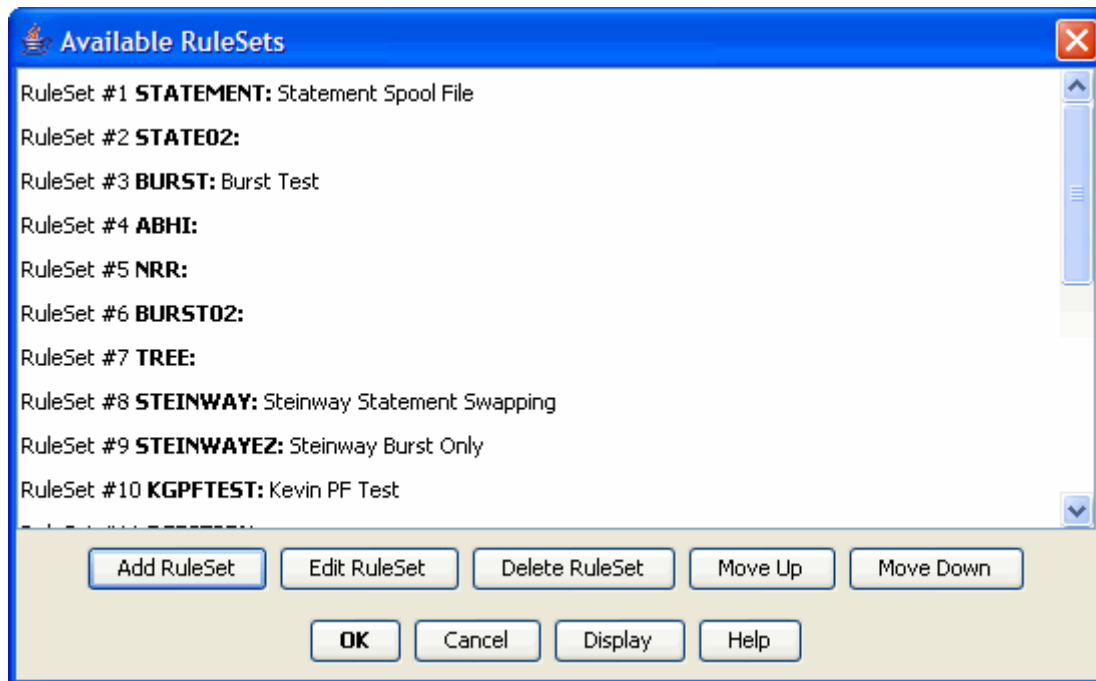 Available RuleSets
RuleSet #1 STATEMENT: Statement Spool File
RuleSet #2 STATE02:
RuleSet #3 BURST: Burst Test
RuleSet #4 ABHI:
RuleSet #5 NRR:
RuleSet #6 BURST02:
RuleSet #7 TREE:
RuleSet #8 STEINWAY: Steinway Statement Swapping
RuleSet #9 STEINWAYEZ: Steinway Burst Only
RuleSet #10 KGPFTEST: Kevin PF Test
Add RuleSet Edit RuleSet Delete RuleSet Move Up Move Down
OK Cancel Display Help